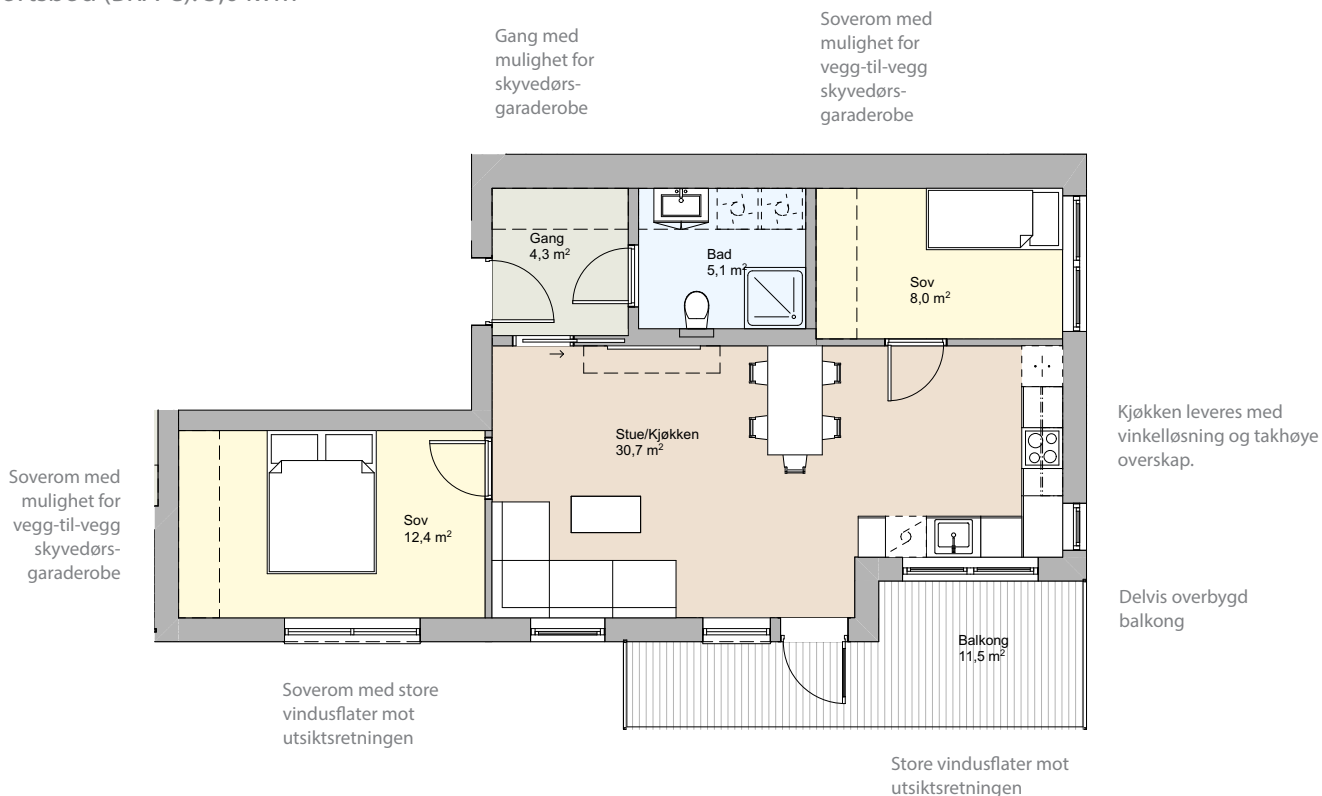 Gang med
mulighet for
skyvedørs-
garaderobe
Soverom med
mulighet for
vegg-til-vegg
skyvedørs-
garaderobe
Gang
4,3 m²
Bad
5,1 m²
Sov
8,0 m²
Stue/Kjøkken
30,7 m²
Kjøkken leveres med
vinkelløsning og takhøye
overskap.
Soverom med
mulighet for
vegg-til-vegg
skyvedørs-
garaderobe
Sov
12,4 m²
Delvis overbygd
balkong
Balkong
11,5 m²
Soverom med store
vindusflater mot
utsiktsretningen
Store vindusflater mot
utsiktsretningen